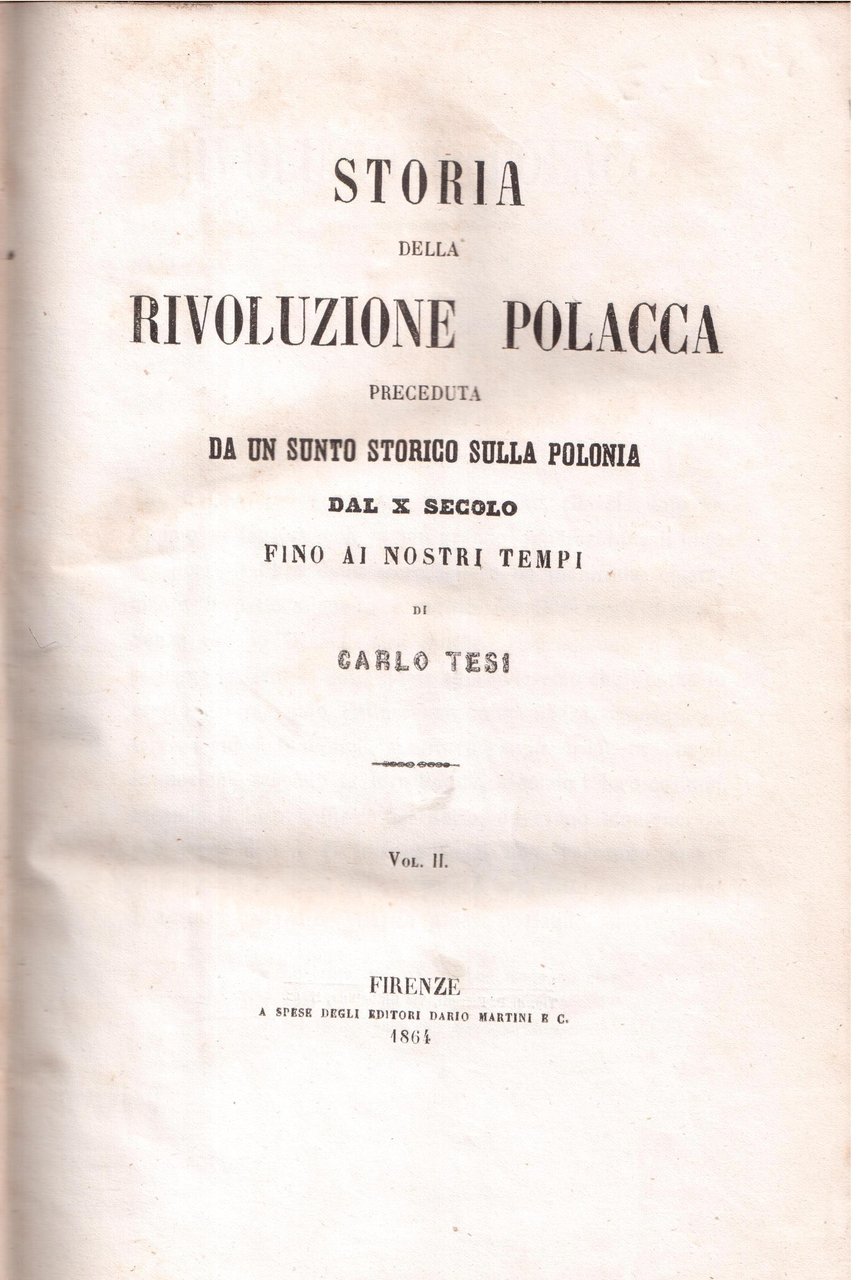 STORIA
DELLA
RIVOLUZIONE POLACCA
PRECEDUTA
DA UN SUNTO STORICO SULLA POLONIA
DAL X SECOLO
FINO AI NOSTRI TEMPI
DI
CARLO TESI
VOL. II.
FIRENZE
A SPESE DEGLI EDITORI DARIO MARTINI E C.
1864